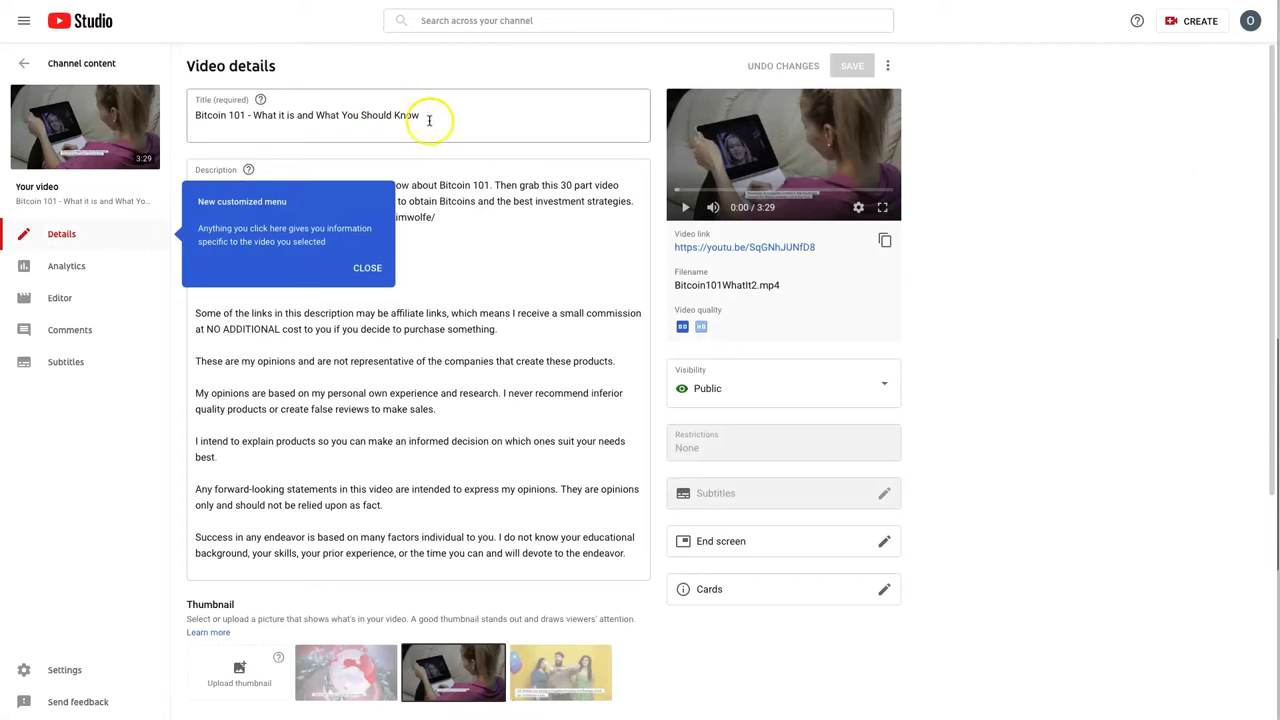 Studio
Search across your channel
CREATE
O
Channel content
3:29
Your video
Bitcoin 101 - What it is and What Yo...
Details
Analytics
Editor
Comments
Subtitles
Settings
Send feedback
Video details
UNDO CHANGES
SAVE
Title (required)
Bitcoin 101 - What it is and What You Should Know
Description
ow about Bitcoin 101. Then grab this 30 part video
to obtain Bitcoins and the best investment strategies.
imwolfe/
New customized menu
Anything you click here gives you information
specific to the video you selected
CLOSE
Some of the links in this description may be affiliate links, which means I receive a small commission
at NO ADDITIONAL cost to you if you decide to purchase something.
These are my opinions and are not representative of the companies that create these products.
My opinions are based on my personal own experience and research. I never recommend inferior
quality products or create false reviews to make sales.
I intend to explain products so you can make an informed decision on which ones suit your needs
best.
Any forward-looking statements in this video are intended to express my opinions. They are opinions
only and should not be relied upon as fact.
Success in any endeavor is based on many factors individual to you. I do not know your educational
background, your skills, your prior experience, or the time you can and will devote to the endeavor.
Thumbnail
Select or upload a picture that shows what's in your video. A good thumbnail stands out and draws viewers' attention.
Learn more
Upload thumbnail
0:00 / 3:29
Video link
https://youtu.be/SqGNhJUNfD8
Filename
Bitcoin101WhatIt2.mp4
Video quality
SD HD
Visibility
Public
Restrictions
None
Subtitles
End screen
Cards